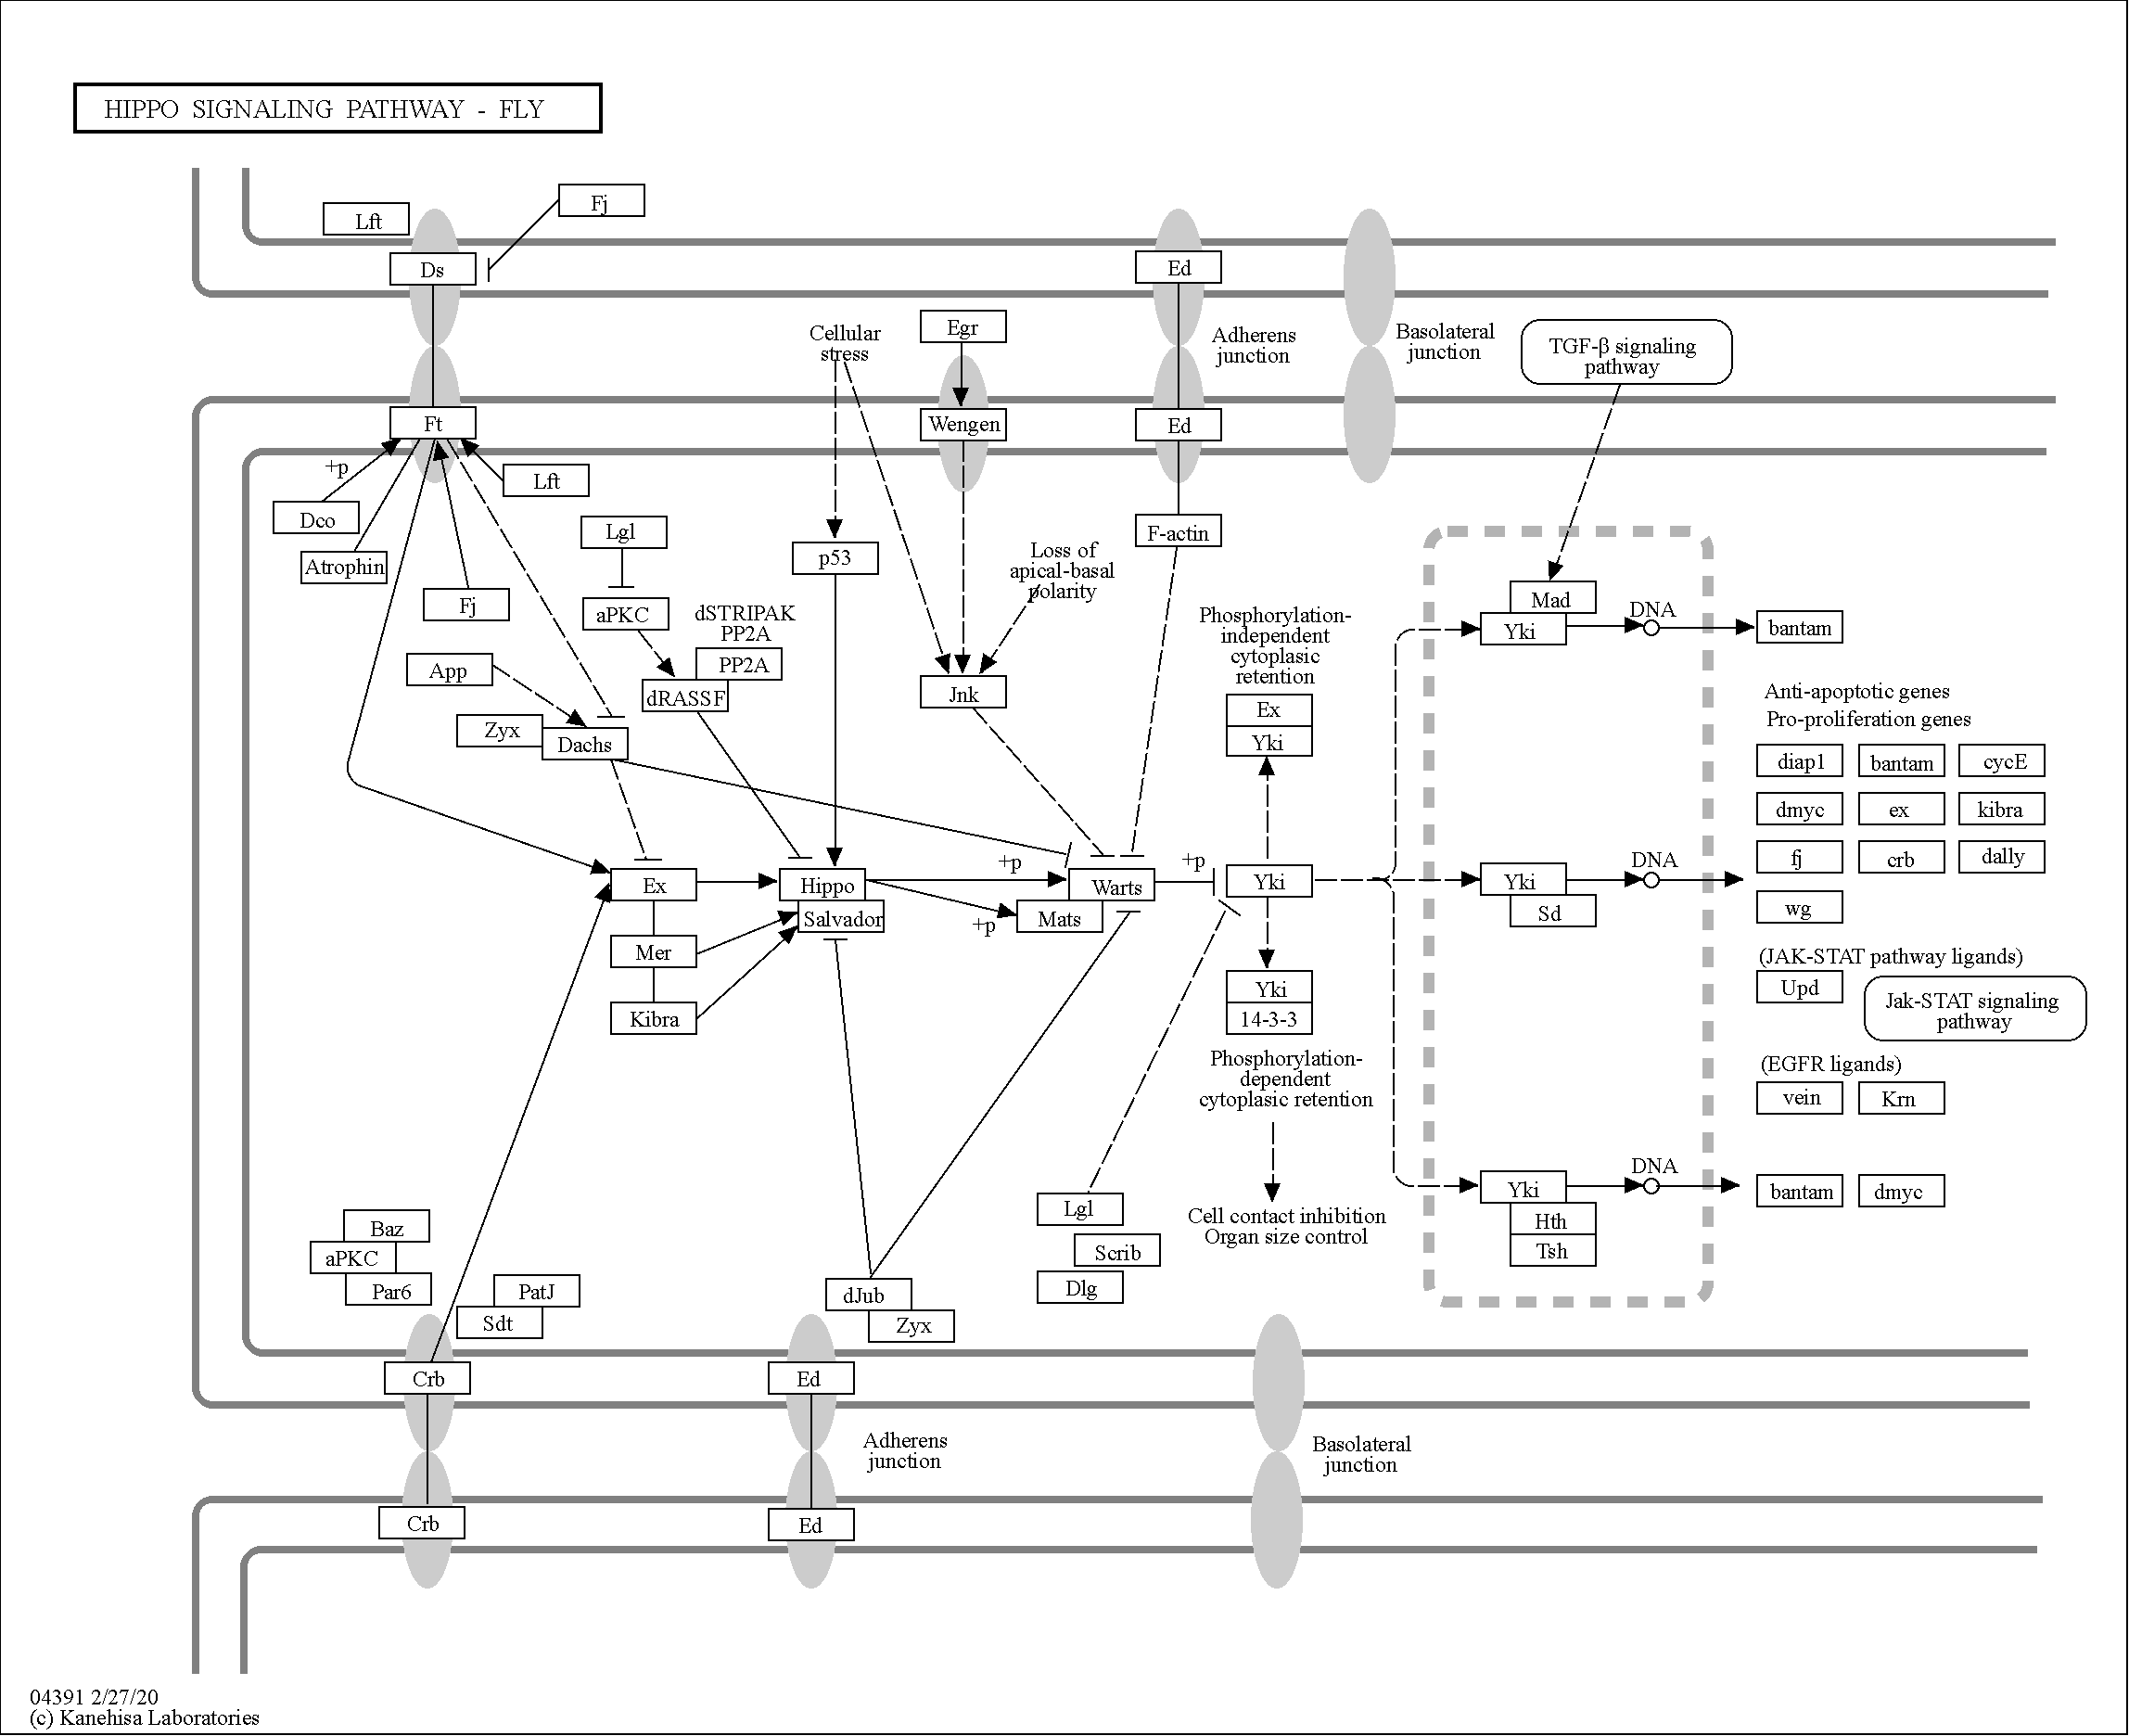 HIPPO SIGNALING PATHWAY - FLY
Lft
Fj
Ds
Ed
Egr
Cellular
stress
Adherens
junction
Basolateral
junction
TGF-β signaling
pathway
Ft
Wengen
Ed
+p
Lft
Dco
Lgl
F-actin
Atrophin
p53
Loss of
apical-basal
polarity
Fj
aPKC
dSTRIPAK
PP2A
PP2A
dRASSF
App
Jnk
Zyx
Dachs
Phosphorylation-
independent
cytoplasic
retention
Ex
Yki
Mad
Yki
DNA
bantam
Anti-apoptotic genes
Pro-proliferation genes
diap1
bantam
cycE
dmyc
ex
kibra
fj
crb
dally
wg
Ex
Hippo
Salvador
+p
+p
Warts
Mats
+p
Yki
Yki
Sd
DNA
Mer
Kibra
Yki
14-3-3
Phosphorylation-
dependent
cytoplasic retention
Cell contact inhibition
Organ size control
(JAK-STAT pathway ligands)
Upd
Jak-STAT signaling
pathway
(EGFR ligands)
vein
Krn
Yki
Hth
Tsh
DNA
bantam
dmyc
Baz
aPKC
Par6
PatJ
Sdt
dJub
Zyx
Lgl
Scrib
Dlg
Crb
Ed
Adherens
junction
Basolateral
junction
Crb
Ed
04391 2/27/20
(c) Kanehisa Laboratories